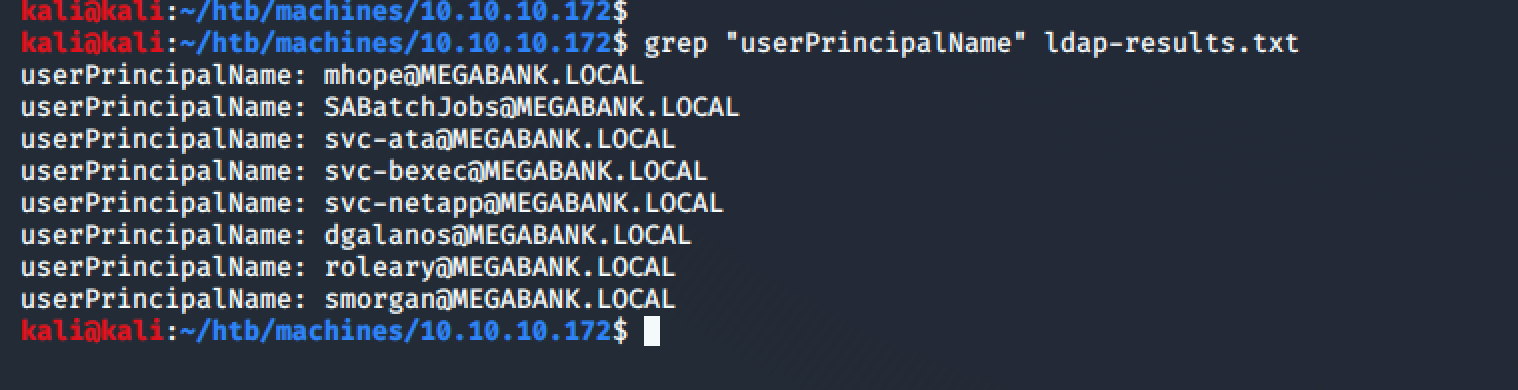 kali@kali:~/htb/machines/10.10.10.172$
kali@kali:~/htb/machines/10.10.10.172$ grep "userPrincipalName" ldap-results.txt
userPrincipalName: mhope@MEGABANK.LOCAL
userPrincipalName: SABatchJobs@MEGABANK.LOCAL
userPrincipalName: svc-ata@MEGABANK.LOCAL
userPrincipalName: svc-bexec@MEGABANK.LOCAL
userPrincipalName: svc-netapp@MEGABANK.LOCAL
userPrincipalName: dgalanos@MEGABANK.LOCAL
userPrincipalName: roleary@MEGABANK.LOCAL
userPrincipalName: smorgan@MEGABANK.LOCAL
kali@kali:~/htb/machines/10.10.10.172$